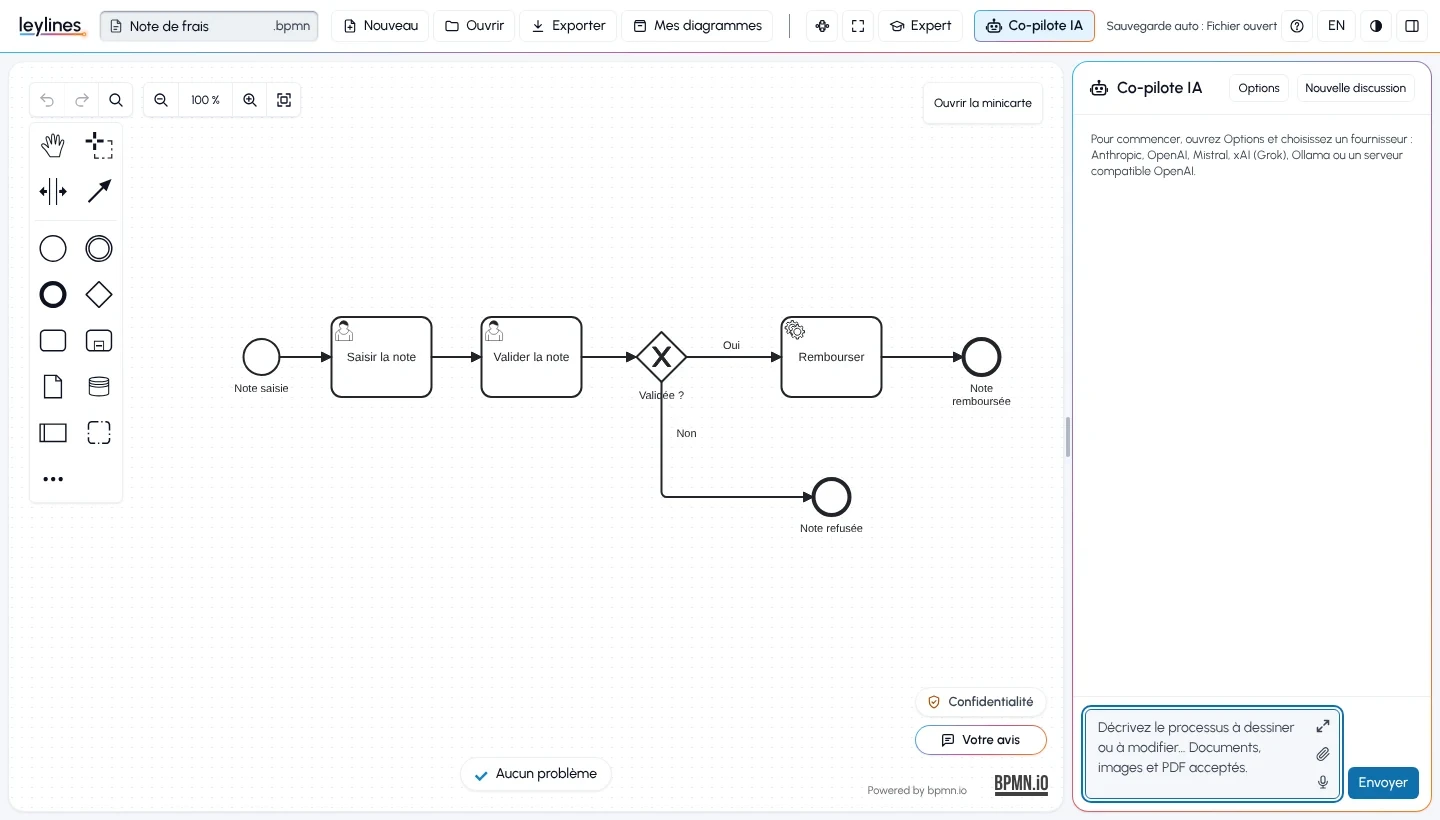 leylines
Note de frais .bpmn
Nouveau
Ouvrir
Exporter
Mes diagrammes
Expert
Co-pilote IA
Sauvegarde auto : Fichier ouvert
EN
100 %
Ouvrir la minicarte
Note saisie
Saisir la note
Valider la note
Validée ?
Oui
Non
Rembourser
Note
remboursée
Note refusée
Confidentialité
Votre avis
Aucun problème
Powered by bpmn.io
BPMN.iO
Co-pilote IA
Options
Nouvelle discussion
Pour commencer, ouvrez Options et choisissez un fournisseur :
Anthropic, OpenAI, Mistral, xAI (Grok), Ollama ou un serveur
compatible OpenAI.
Décrivez le processus à dessiner
ou à modifier… Documents,
images et PDF acceptés.
Envoyer